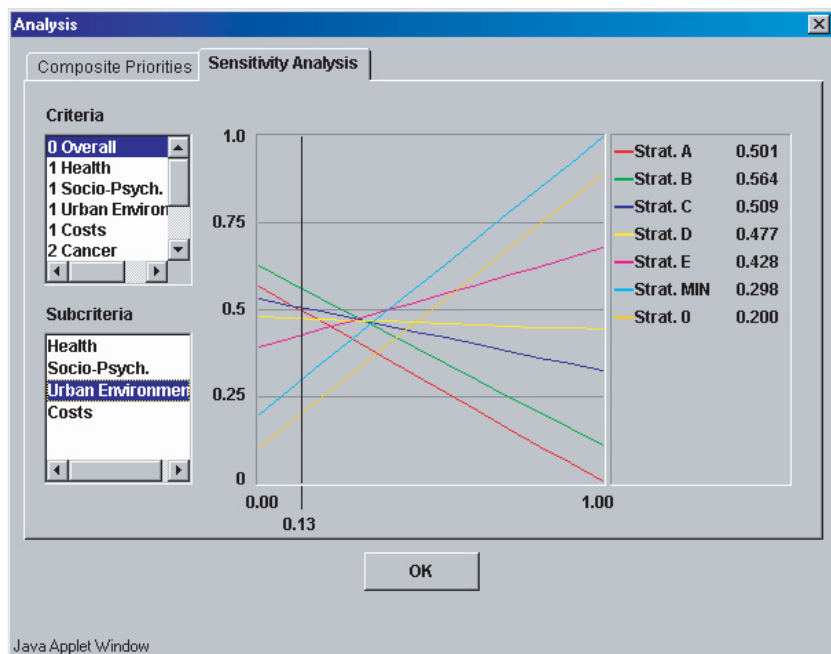 Analysis
Composite Priorities
Sensitivity Analysis
Criteria
0 Overall
1 Health
1 Socio-Psych.
1 Urban Environ
1 Costs
2 Cancer
Subcriteria
Health
Socio-Psych.
Urban Environmen
Costs
1.0
0.75
0.5
0.25
0
0.00
1.00
0.13
Strat. A 0.501
Strat. B 0.564
Strat. C 0.509
Strat. D 0.477
Strat. E 0.428
Strat. MIN 0.298
Strat. 0 0.200
OK
Java Applet Window